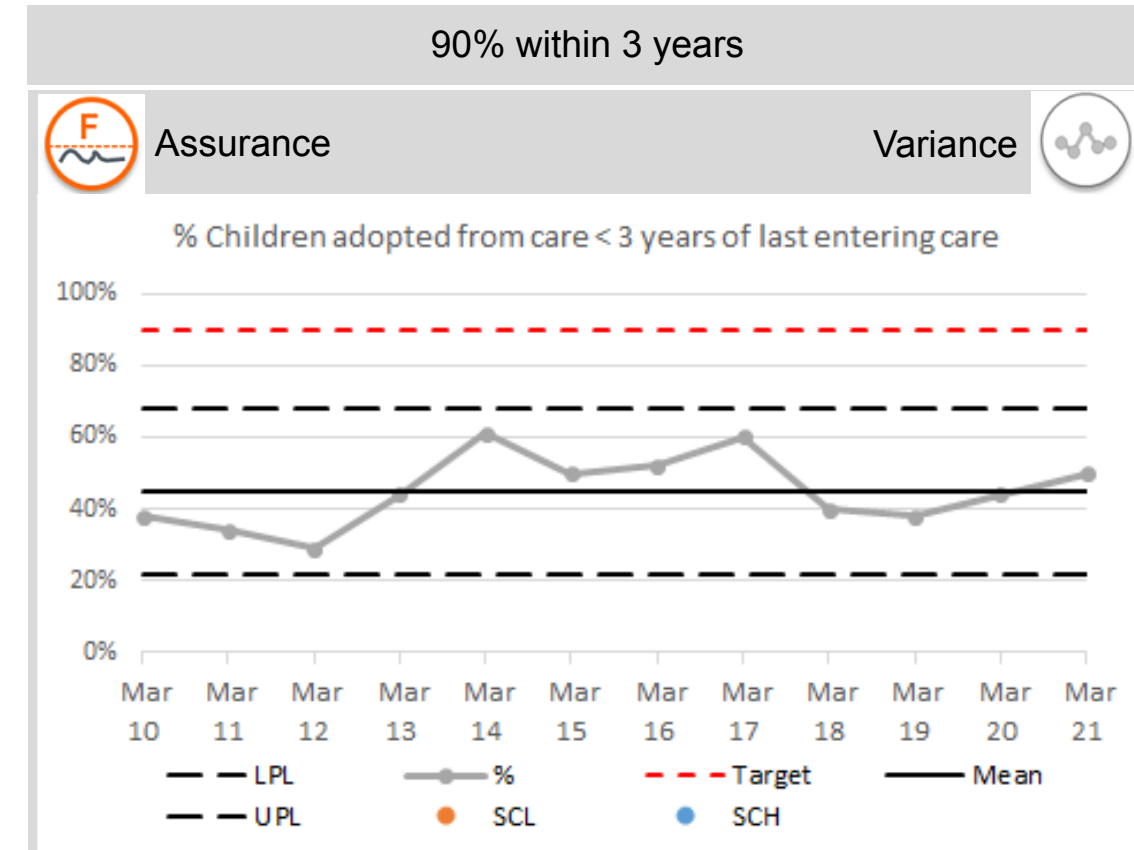 90% within 3 years
F
Assurance
Variance
% Children adopted from care < 3 years of last entering care
100%
80%
60%
40%
20%
0%
Mar Mar Mar Mar Mar Mar Mar Mar Mar Mar Mar Mar
10 11 12 13 14 15 16 17 18 19 20 21
LPL % Target Mean
UPL SCL SCH